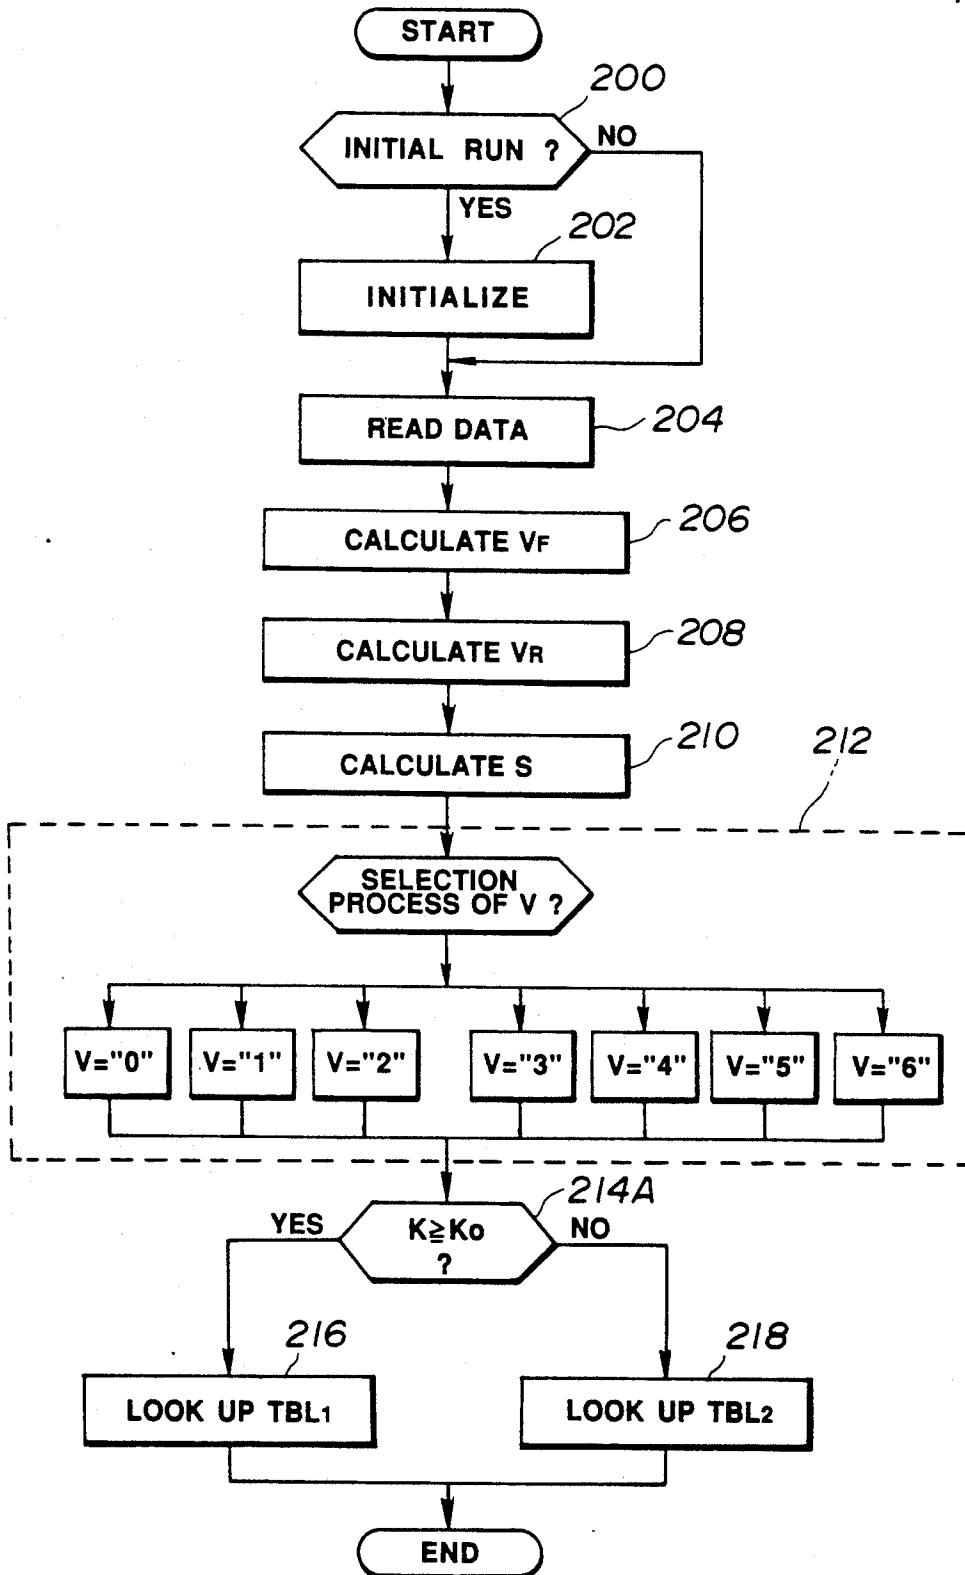 START
200
INITIAL RUN ?
NO
YES
202
INITIALIZE
READ DATA
204
CALCULATE VF
206
CALCULATE VR
208
CALCULATE S
210
212
SELECTION
PROCESS OF V ?
V="0" V="1" V="2" V="3" V="4" V="5" V="6"
214A
YES
K≧Ko
?
NO
216
218
LOOK UP TBL1
LOOK UP TBL2
END